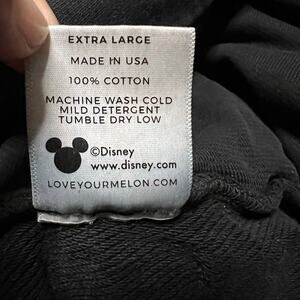 EXTRA LARGE
MADE IN USA
100% COTTON
MACHINE WASH COLD
MILD DETERGENT
TUMBLE DRY LOW
©Disney
www.disney.com
LOVEYOURMELON.COM